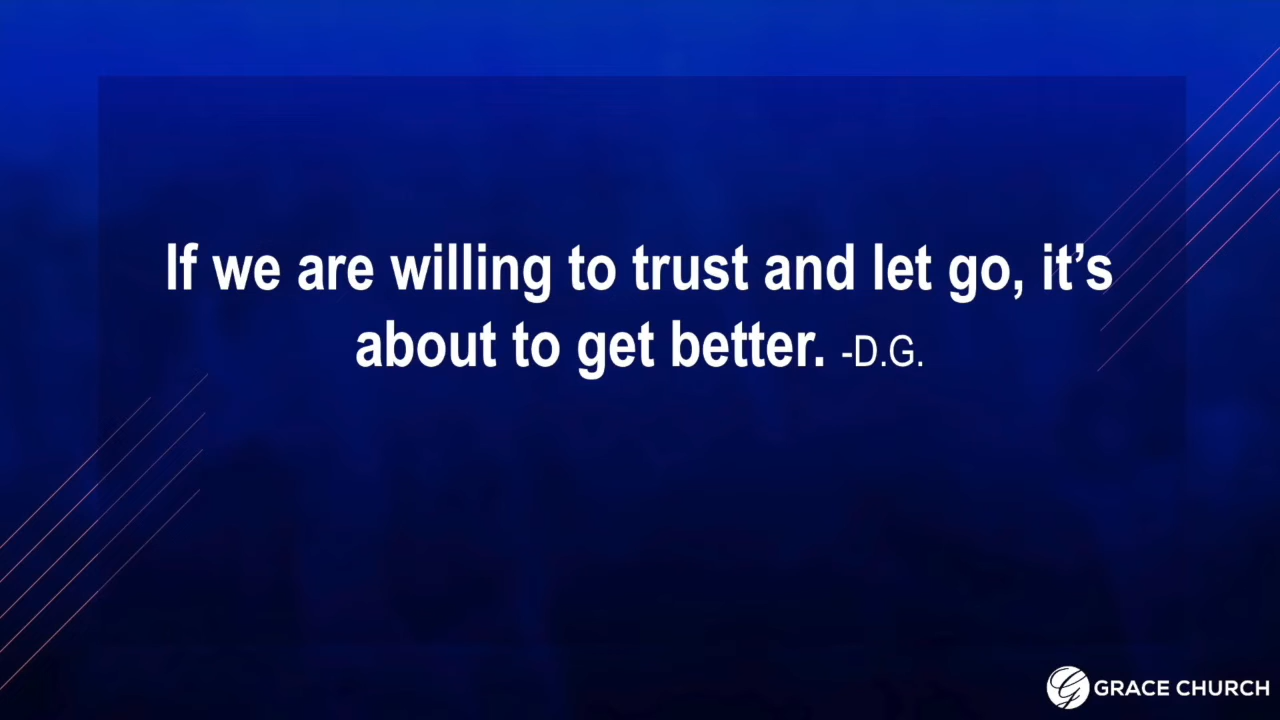 If we are willing to trust and let go, it’s
about to get better. -D.G.
GRACE CHURCH